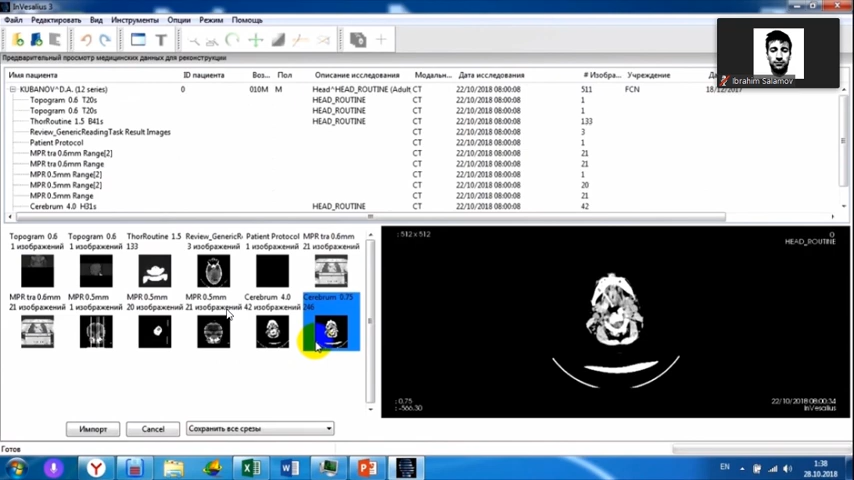 InVesalius 3
Файл Редактировать Вид Инструменты Опции Режим Помощь
Предварительный просмотр медицинских данных для реконструкции
Имя пациента ID пациента Воз... Пол Описание исследования Модальн... Дата исследования # Изобра... Учреждение
KUBANOV^D.A. (12 series) 0 010M M Head^HEAD_ROUTINE (Adult CT 22/10/2018 08:00:08 511 FCN 18/12/2017
Topogram 0.6 T20s HEAD_ROUTINE CT 22/10/2018 08:00:08 1
Topogram 0.6 T20s HEAD_ROUTINE CT 22/10/2018 08:00:08 1
ThorRoutine 1.5 B41s HEAD_ROUTINE CT 22/10/2018 08:00:08 133
Review_GenericReadingTask Result Images CT 22/10/2018 08:00:08 3
Patient Protocol CT 22/10/2018 08:00:08 1
MPR tra 0.6mm Range[2] CT 22/10/2018 08:00:08 21
MPR tra 0.6mm Range CT 22/10/2018 08:00:08 21
MPR 0.5mm Range[2] CT 22/10/2018 08:00:08 1
MPR 0.5mm Range[2] CT 22/10/2018 08:00:08 20
MPR 0.5mm Range CT 22/10/2018 08:00:08 21
Cerebrum 4.0 H31s HEAD_ROUTINE CT 22/10/2018 08:00:08 42
Ibrahim Salamov
Topogram 0.6 Topogram 0.6 ThorRoutine 1.5 Review_GenericR Patient Protocol MPR tra 0.6mm
1 изображений 1 изображений 133 3 изображений 1 изображений 21 изображений
MPR tra 0.6mm MPR 0.5mm MPR 0.5mm MPR 0.5mm Cerebrum 4.0 Cerebrum 0.75
21 изображений 1 изображений 20 изображений 21 изображений 42 изображений 246
: 512 x 512
0
HEAD_ROUTINE
: 0.75
: -566.30
22/10/2018 08:00:34
InVesalius
Импорт Cancel Сохранить все срезы
Готово
EN 1:38
28.10.2018